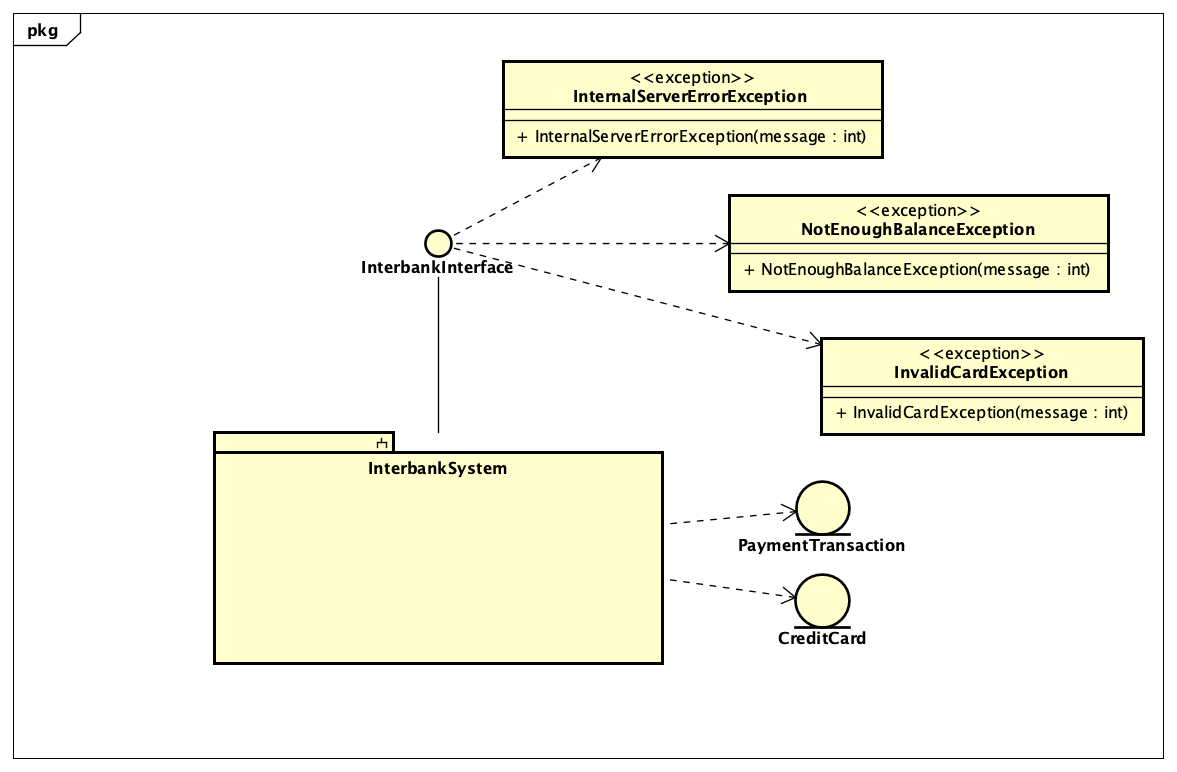 pkg
<<exception>>
InternalServerErrorException
+ InternalServerErrorException(message : int)
<<exception>>
NotEnoughBalanceException
+ NotEnoughBalanceException(message : int)
InterbankInterface
<<exception>>
InvalidCardException
+ InvalidCardException(message : int)
InterbankSystem
PaymentTransaction
CreditCard